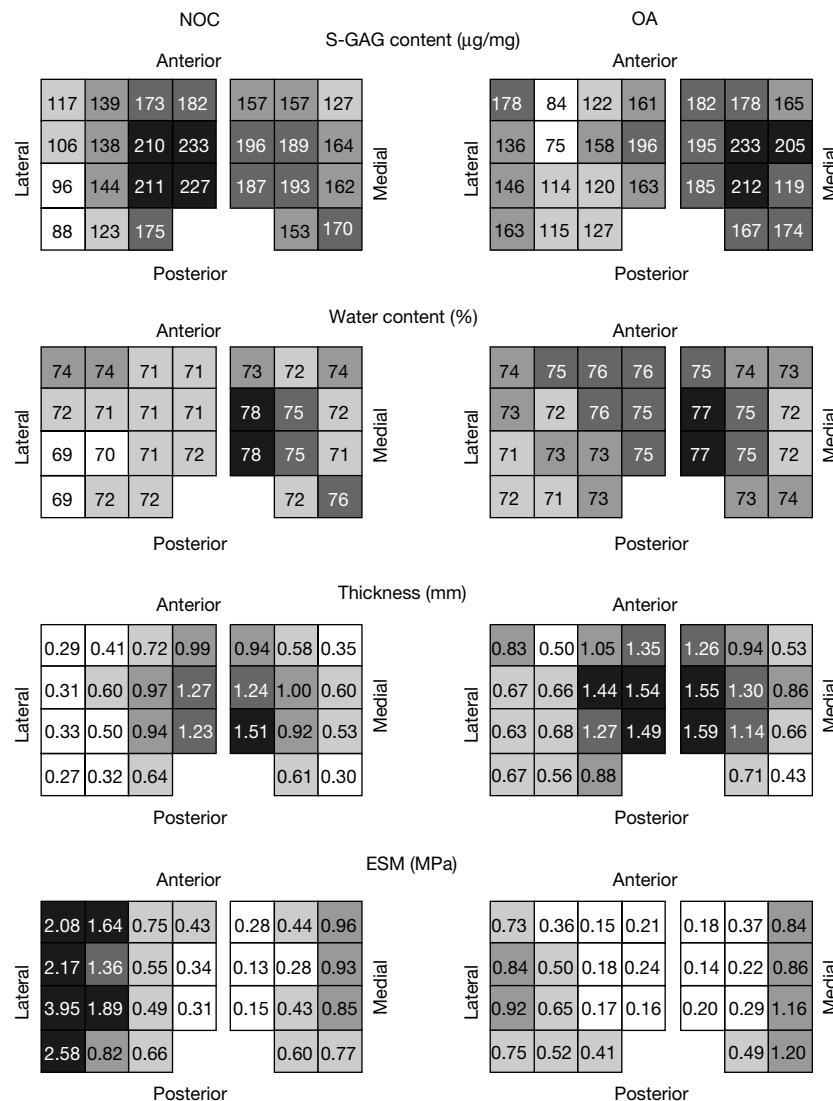 NOC OA
S-GAG content (µg/mg)
Anterior Anterior
117 139 173 182 157 157 127 178 84 122 161 182 178 165
106 138 210 233 196 189 164 136 75 158 196 195 233 205
96 144 211 227 187 193 162 146 114 120 163 185 212 119
88 123 175 153 170 163 115 127 167 174
Lateral Medial Lateral Medial
Posterior Posterior
Water content (%)
Anterior Anterior
74 74 71 71 73 72 74 74 75 76 76 75 74 73
72 71 71 71 78 75 72 73 72 76 75 77 75 72
69 70 71 72 78 75 71 71 73 73 75 77 75 72
69 72 72 72 76 72 71 73 73 74
Lateral Medial Lateral Medial
Posterior Posterior
Thickness (mm)
Anterior Anterior
0.29 0.41 0.72 0.99 0.94 0.58 0.35 0.83 0.50 1.05 1.35 1.26 0.94 0.53
0.31 0.60 0.97 1.27 1.24 1.00 0.60 0.67 0.66 1.44 1.54 1.55 1.30 0.86
0.33 0.50 0.94 1.23 1.51 0.92 0.53 0.63 0.68 1.27 1.49 1.59 1.14 0.66
0.27 0.32 0.64 0.61 0.30 0.67 0.56 0.88 0.71 0.43
Lateral Medial Lateral Medial
Posterior Posterior
ESM (MPa)
Anterior Anterior
2.08 1.64 0.75 0.43 0.28 0.44 0.96 0.73 0.36 0.15 0.21 0.18 0.37 0.84
2.17 1.36 0.55 0.34 0.13 0.28 0.93 0.84 0.50 0.18 0.24 0.14 0.22 0.86
3.95 1.89 0.49 0.31 0.15 0.43 0.85 0.92 0.65 0.17 0.16 0.20 0.29 1.16
2.58 0.82 0.66 0.60 0.77 0.75 0.52 0.41 0.49 1.20
Lateral Medial Lateral Medial
Posterior Posterior